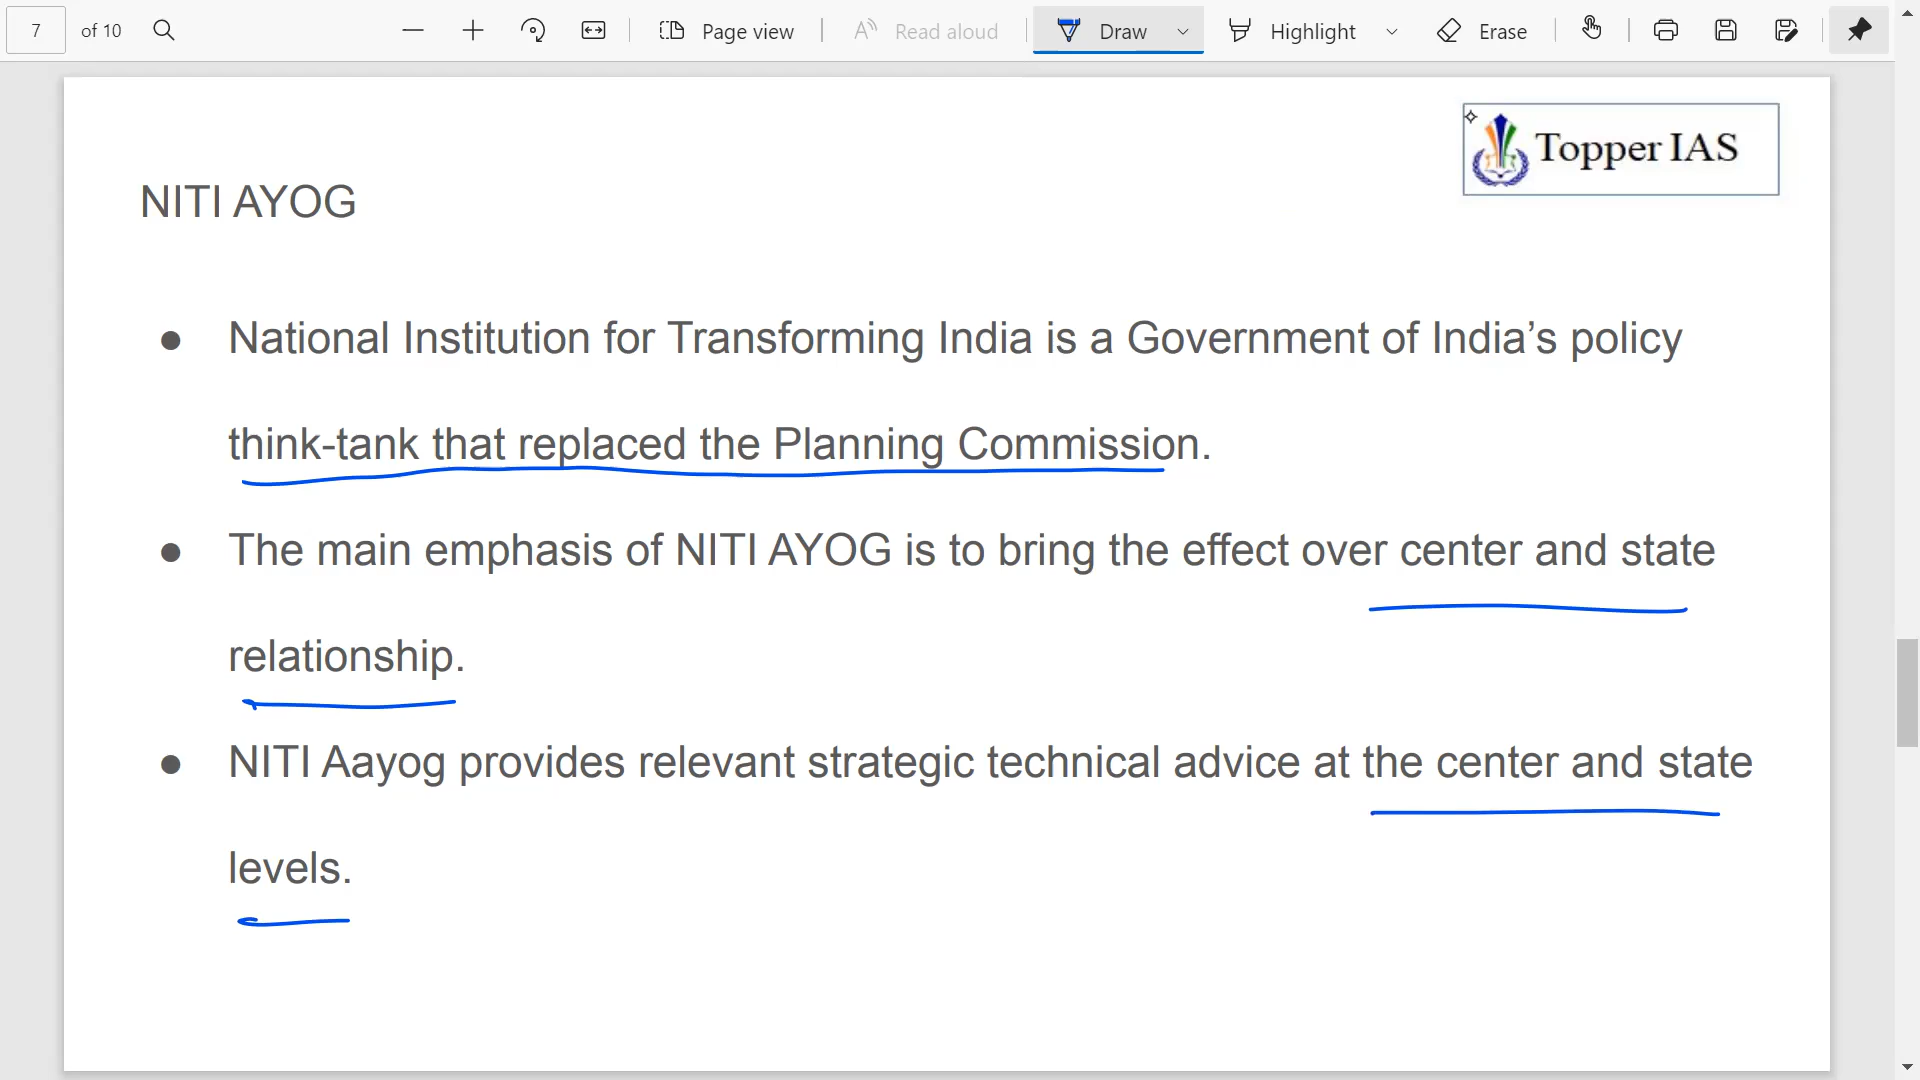 7 of 10 Page view Read aloud Draw Highlight Erase
Topper IAS
NITI AYOG
● National Institution for Transforming India is a Government of India’s policy
think-tank that replaced the Planning Commission.
● The main emphasis of NITI AYOG is to bring the effect over center and state
relationship.
● NITI Aayog provides relevant strategic technical advice at the center and state
levels.